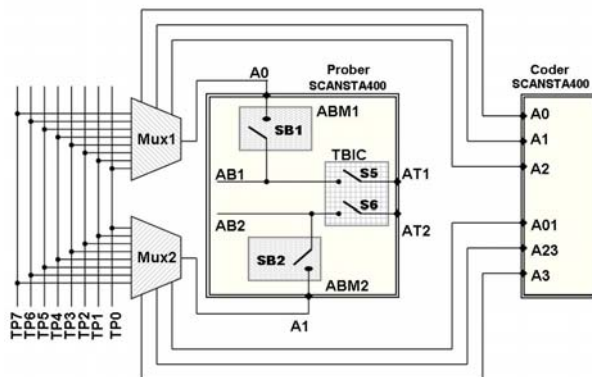 Prober
SCANSTA400
Coder
SCANSTA400
A0
ABM1
SB1
TBIC
AB1
S5
AT1
AB2
S6
AT2
SB2
ABM2
A1
Mux1
Mux2
TP7
TP6
TP5
TP4
TP3
TP2
TP1
TP0
A0
A1
A2
A01
A23
A3